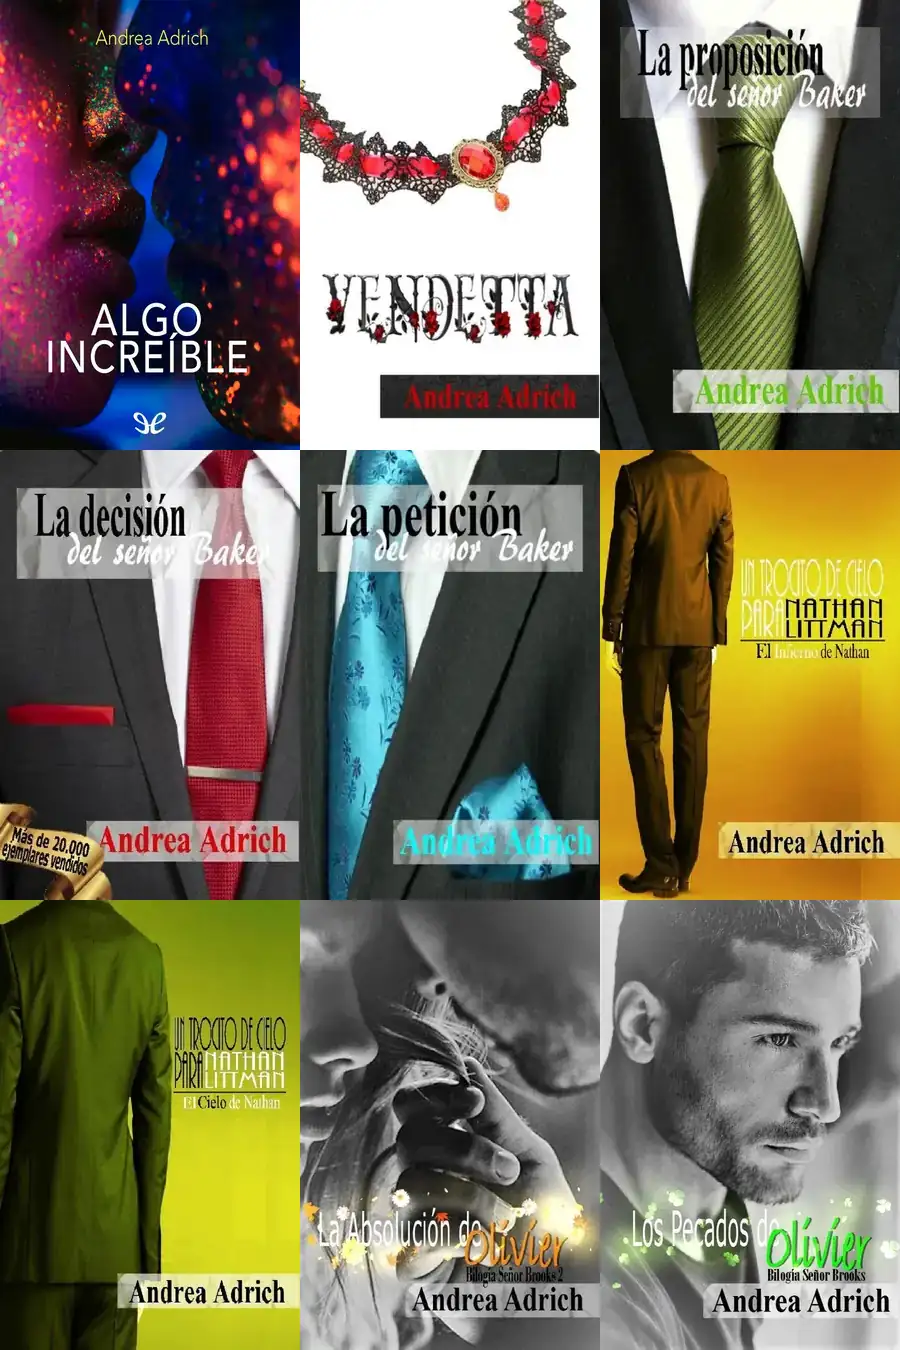 Andrea Adrich
ALGO
INCREÍBLE
VENDETTA
Andrea Adrich
La proposición
del señor Baker
Andrea Adrich
La decisión
del señor Baker
Más de 20.000
ejemplares vendidos
Andrea Adrich
La petición
del señor Baker
Andrea Adrich
UN TROCITO DE CIELO
PARA NATHAN
LITTMAN
El Infierno de Nathan
Andrea Adrich
UN TROCITO DE CIELO
PARA NATHAN
LITTMAN
El Cielo de Nathan
Andrea Adrich
La Absolución de
Olivier
Bilogía Señor Brooks 2
Andrea Adrich
Los Pecados de
Olivier
Bilogía Señor Brooks
Andrea Adrich